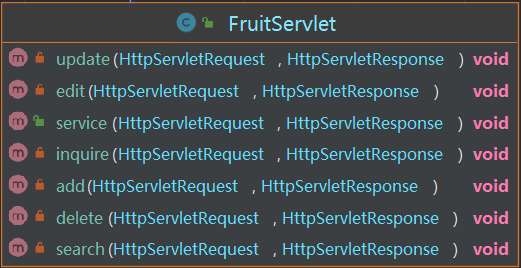 FruitServlet
update(HttpServletRequest , HttpServletResponse ) void
edit(HttpServletRequest , HttpServletResponse ) void
service (HttpServletRequest , HttpServletResponse ) void
inquire(HttpServletRequest , HttpServletResponse ) void
add(HttpServletRequest , HttpServletResponse ) void
delete (HttpServletRequest , HttpServletResponse ) void
search(HttpServletRequest , HttpServletResponse ) void